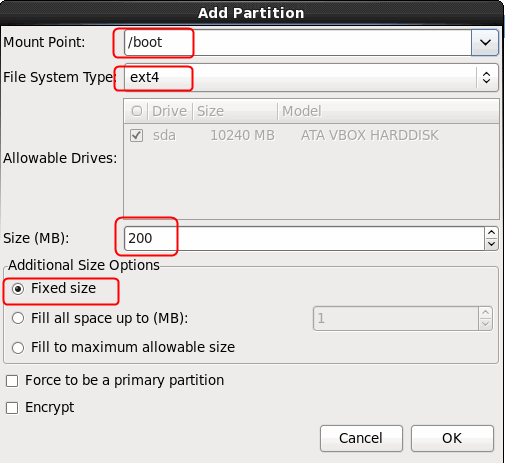 Add Partition
Mount Point: /boot
File System Type: ext4
Drive Size Model
sda 10240 MB ATA VBOX HARDDISK
Allowable Drives:
Size (MB): 200
Additional Size Options
Fixed size
Fill all space up to (MB): 1
Fill to maximum allowable size
Force to be a primary partition
Encrypt
Cancel OK